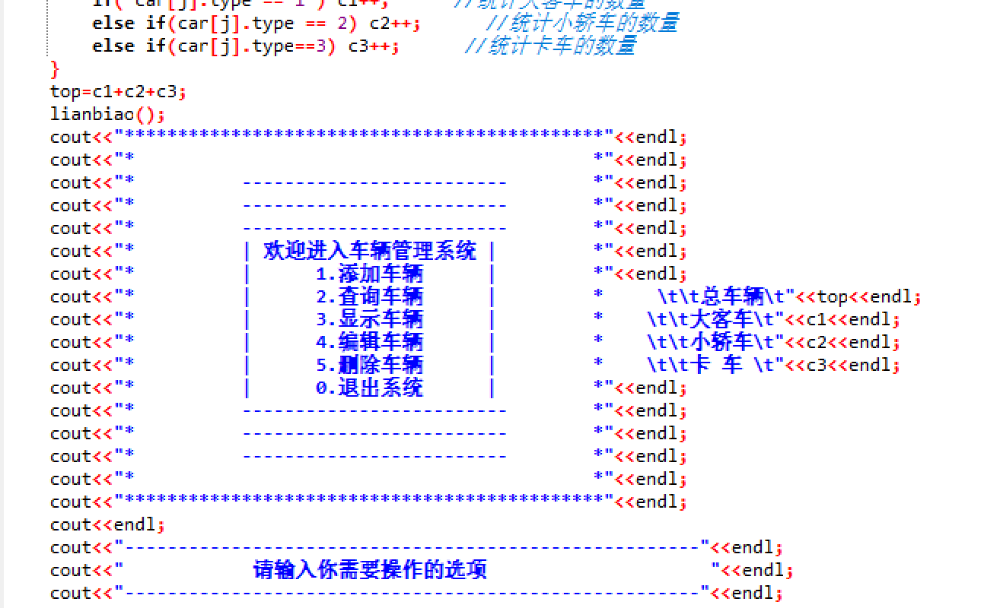 if( car[j].type == 1 ) c1++;      //统计大客车的数量
else if(car[j].type == 2) c2++;      //统计小轿车的数量
else if(car[j].type==3) c3++;      //统计卡车的数量
}
top=c1+c2+c3;
lianbiao();
cout<<"*********************************************"<<endl;
cout<<"*                                           *"<<endl;
cout<<"*          -------------------------        *"<<endl;
cout<<"*          -------------------------        *"<<endl;
cout<<"*          -------------------------        *"<<endl;
cout<<"*          | 欢迎进入车辆管理系统 |         *"<<endl;
cout<<"*          |      1.添加车辆      |         *"<<endl;
cout<<"*          |      2.查询车辆      |         *     \t\t总车辆\t"<<top<<endl;
cout<<"*          |      3.显示车辆      |         *    \t\t大客车\t"<<c1<<endl;
cout<<"*          |      4.编辑车辆      |         *    \t\t小轿车\t"<<c2<<endl;
cout<<"*          |      5.删除车辆      |         *    \t\t卡 车 \t"<<c3<<endl;
cout<<"*          |      0.退出系统      |         *"<<endl;
cout<<"*          -------------------------        *"<<endl;
cout<<"*          -------------------------        *"<<endl;
cout<<"*          -------------------------        *"<<endl;
cout<<"*                                           *"<<endl;
cout<<"*********************************************"<<endl;
cout<<endl;
cout<<"------------------------------------------------------"<<endl;
cout<<"            请输入你需要操作的选项                     "<<endl;
cout<<"------------------------------------------------------"<<endl;